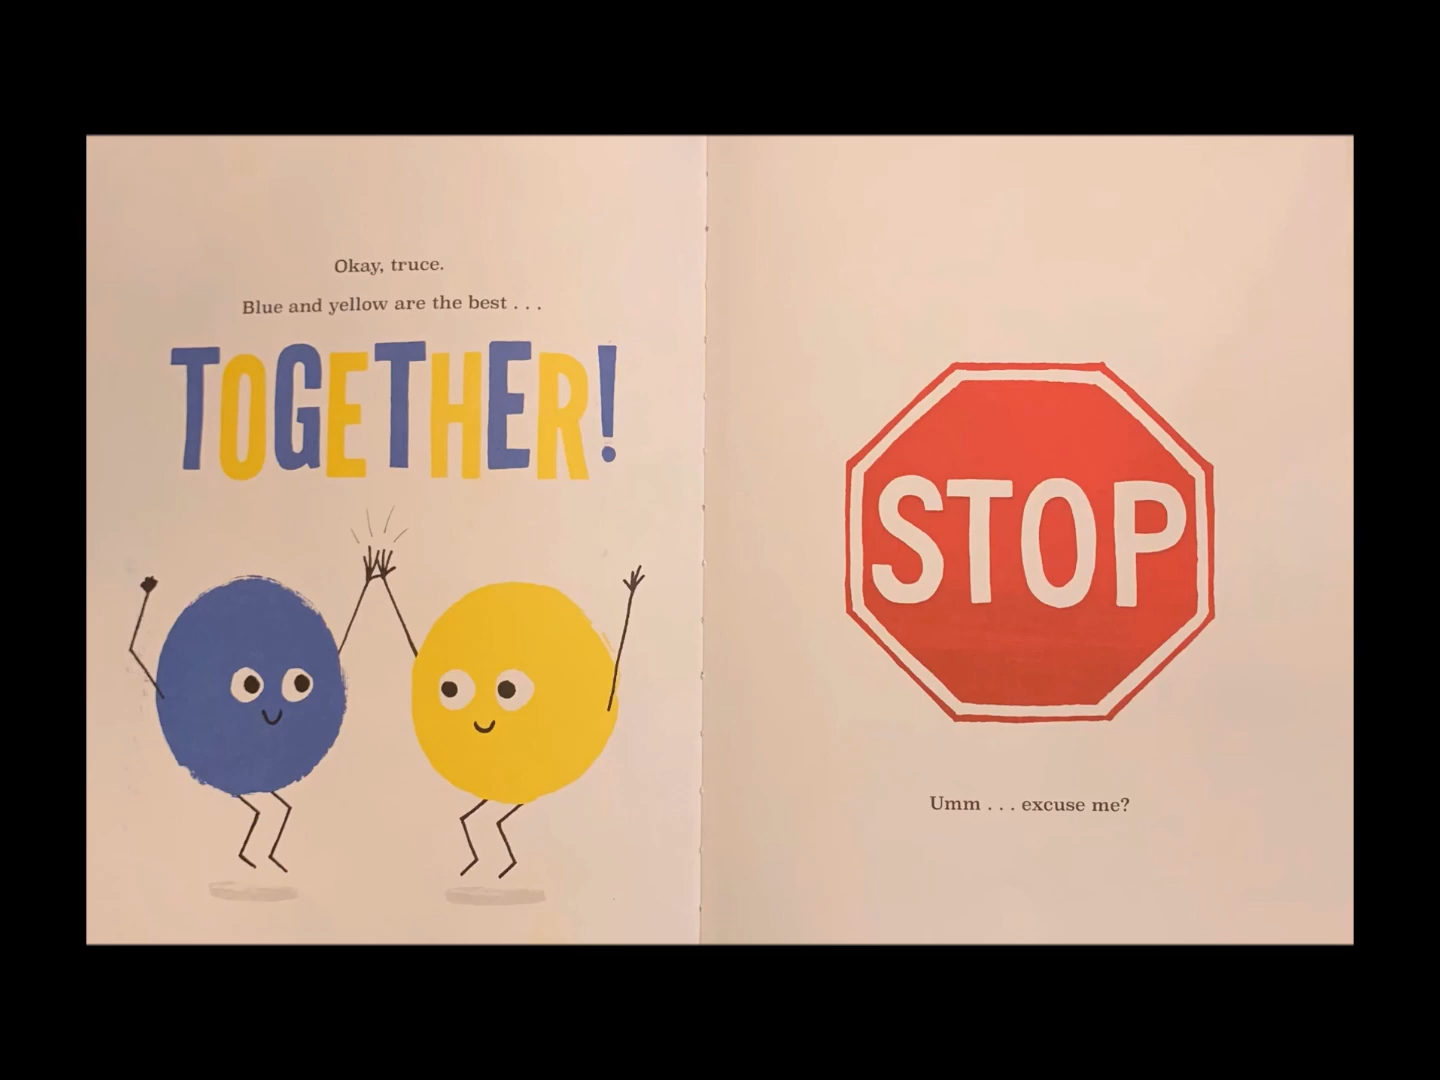 Okay, truce.
Blue and yellow are the best . . .
TOGETHER!
STOP
Umm . . . excuse me?